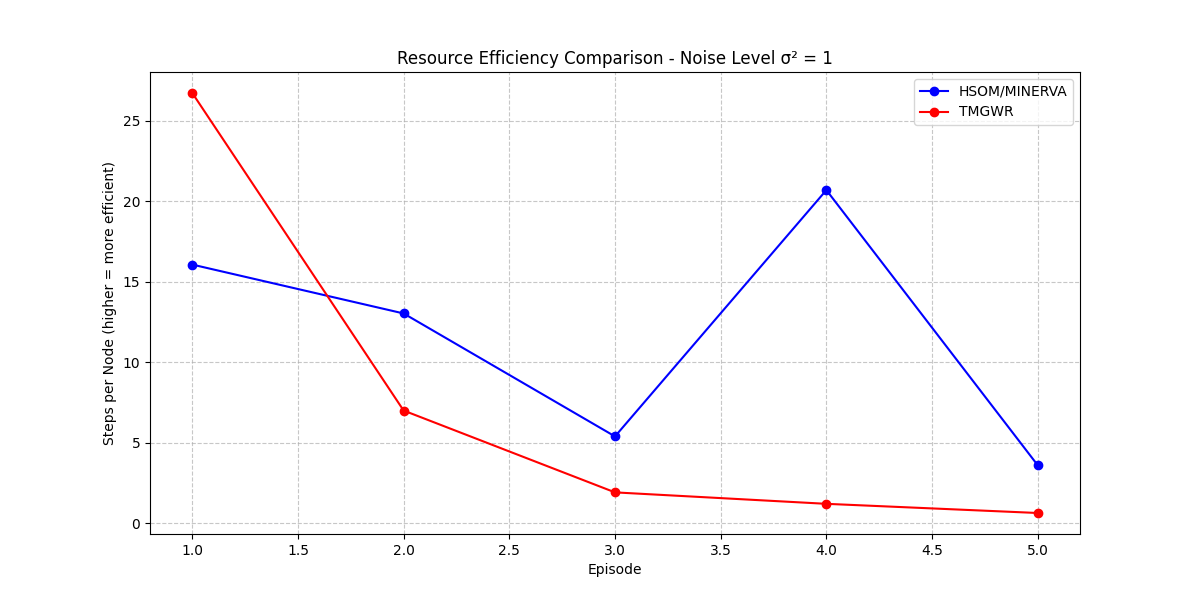 Resource Efficiency Comparison - Noise Level σ² = 1
HSOM/MINERVA
TMGWR
Steps per Node (higher = more efficient)
25
20
15
10
5
0
1.0 1.5 2.0 2.5 3.0 3.5 4.0 4.5 5.0
Episode